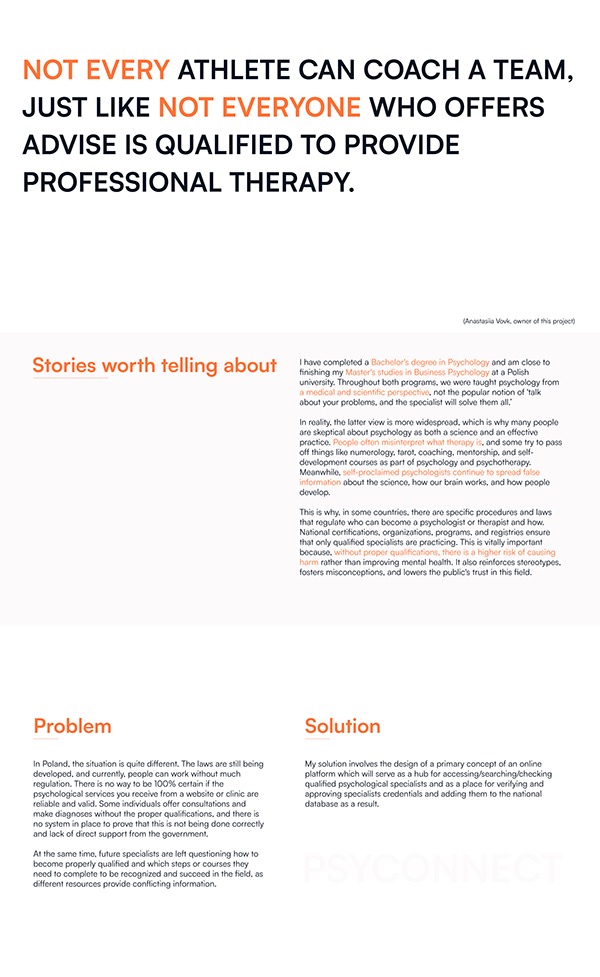 NOT EVERY ATHLETE CAN COACH A TEAM,
JUST LIKE NOT EVERYONE WHO OFFERS
ADVISE IS QUALIFIED TO PROVIDE
PROFESSIONAL THERAPY.
(Anastasiia Vovk, owner of this project)
Stories worth telling about
I have completed a Bachelor's degree in Psychology and am close to
finishing my Master's studies in Business Psychology at a Polish
university. Throughout both programs, we were taught psychology from
a medical and scientific perspective, not the popular notion of 'talk
about your problems, and the specialist will solve them all.'
In reality, the latter view is more widespread, which is why many people
are skeptical about psychology as both a science and an effective
practice. People often misinterpret what therapy is, and some try to pass
off things like numerology, tarot, coaching, mentorship, and self-
development courses as part of psychology and psychotherapy.
Meanwhile, self-proclaimed psychologists continue to spread false
information about the science, how our brain works, and how people
develop.
This is why, in some countries, there are specific procedures and laws
that regulate who can become a psychologist or therapist and how.
National certifications, organizations, programs, and registries ensure
that only qualified specialists are practicing. This is vitally important
because, without proper qualifications, there is a higher risk of causing
harm rather than improving mental health. It also reinforces stereotypes,
fosters misconceptions, and lowers the public's trust in this field.
Problem
In Poland, the situation is quite different. The laws are still being
developed, and currently, people can work without much
regulation. There is no way to be 100% certain if the
psychological services you receive from a website or clinic are
reliable and valid. Some individuals offer consultations and
make diagnoses without the proper qualifications, and there is
no system in place to prove that this is not being done correctly
and lack of direct support from the government.
At the same time, future specialists are left questioning how to
become properly qualified and which steps or courses they
need to complete to be recognized and succeed in the field, as
different resources provide conflicting information.
Solution
My solution involves the design of a primary concept of an online
platform which will serve as a hub for accessing/searching/checking
qualified psychological specialists and as a place for verifying and
approving specialists credentials and adding them to the national
database as a result.
PSYCONNECT